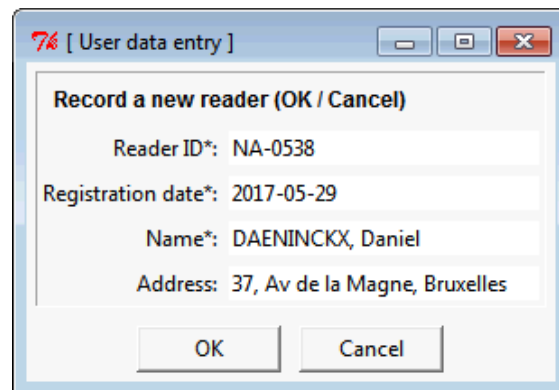 [ User data entry ]
Record a new reader (OK / Cancel)
Reader ID*: NA-0538
Registration date*: 2017-05-29
Name*: DAENINCKX, Daniel
Address: 37, Av de la Magne, Bruxelles
OK Cancel